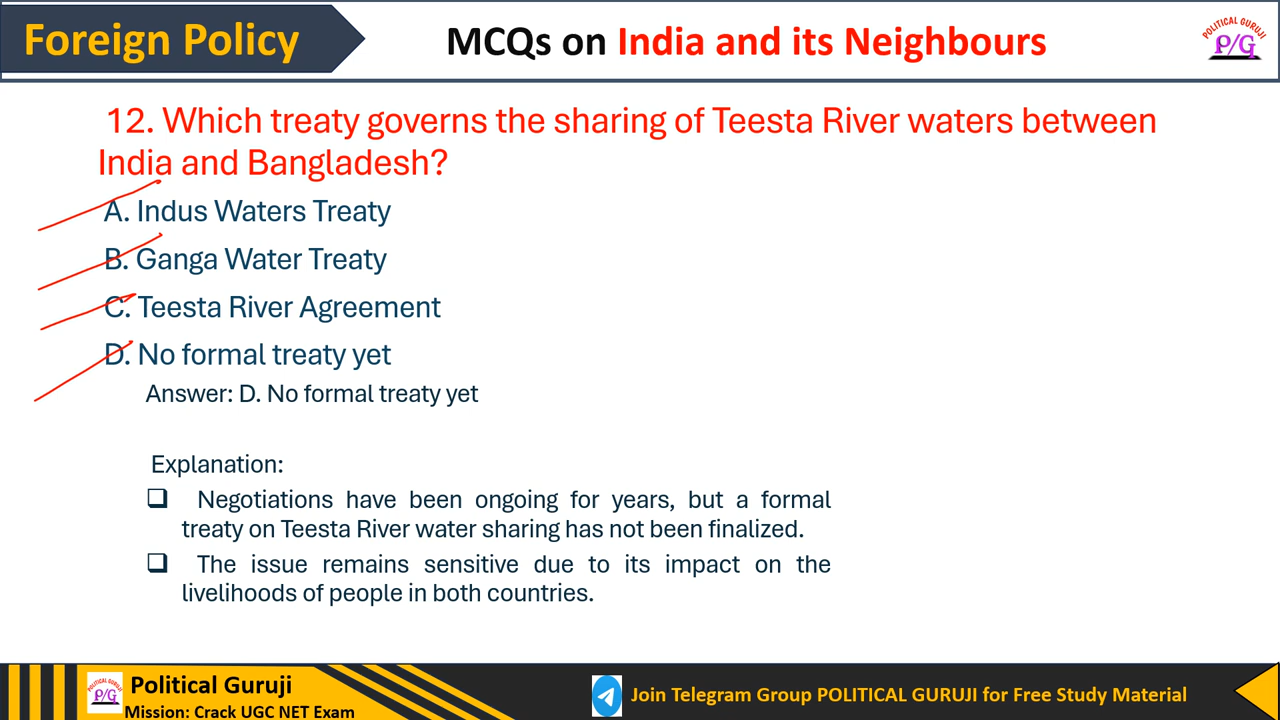 Foreign Policy
MCQs on India and its Neighbours
POLITICAL GURUJI
P/G
12. Which treaty governs the sharing of Teesta River waters between
India and Bangladesh?
A. Indus Waters Treaty
B. Ganga Water Treaty
C. Teesta River Agreement
D. No formal treaty yet
Answer: D. No formal treaty yet
Explanation:
Negotiations have been ongoing for years, but a formal
treaty on Teesta River water sharing has not been finalized.
The issue remains sensitive due to its impact on the
livelihoods of people in both countries.
POLITICAL GURUJI
P/G
Political Guruji
Mission: Crack UGC NET Exam
Join Telegram Group POLITICAL GURUJI for Free Study Material